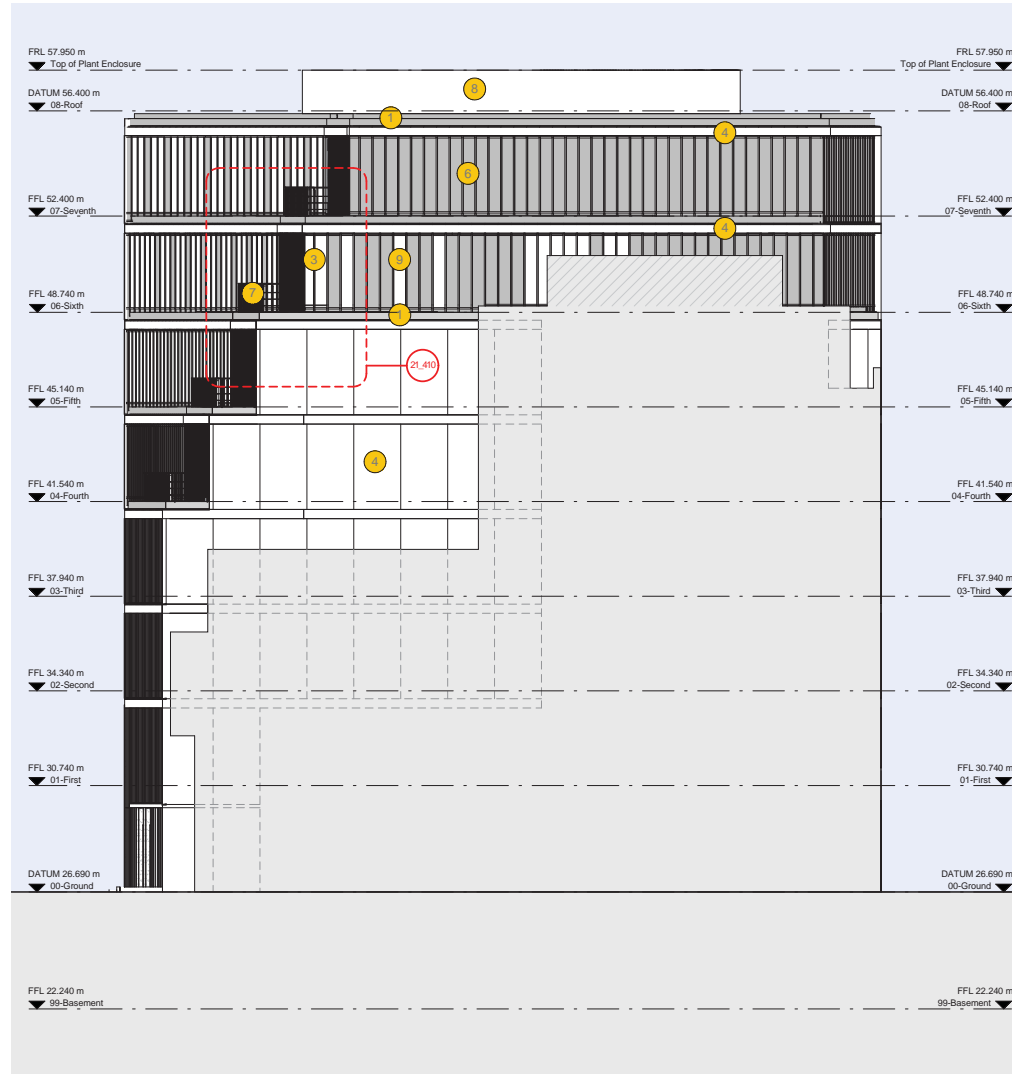 FRL 57.950 m
Top of Plant Enclosure
FRL 57.950 m
Top of Plant Enclosure
8
DATUM 56.400 m
08-Roof
DATUM 56.400 m
08-Roof
1
4
6
FFL 52.400 m
07-Seventh
FFL 52.400 m
07-Seventh
4
3
9
7
FFL 48.740 m
06-Sixth
FFL 48.740 m
06-Sixth
1
21_410
FFL 45.140 m
05-Fifth
FFL 45.140 m
05-Fifth
4
FFL 41.540 m
04-Fourth
FFL 41.540 m
04-Fourth
FFL 37.940 m
03-Third
FFL 37.940 m
03-Third
FFL 34.340 m
02-Second
FFL 34.340 m
02-Second
FFL 30.740 m
01-First
FFL 30.740 m
01-First
DATUM 26.690 m
00-Ground
DATUM 26.690 m
00-Ground
FFL 22.240 m
99-Basement
FFL 22.240 m
99-Basement